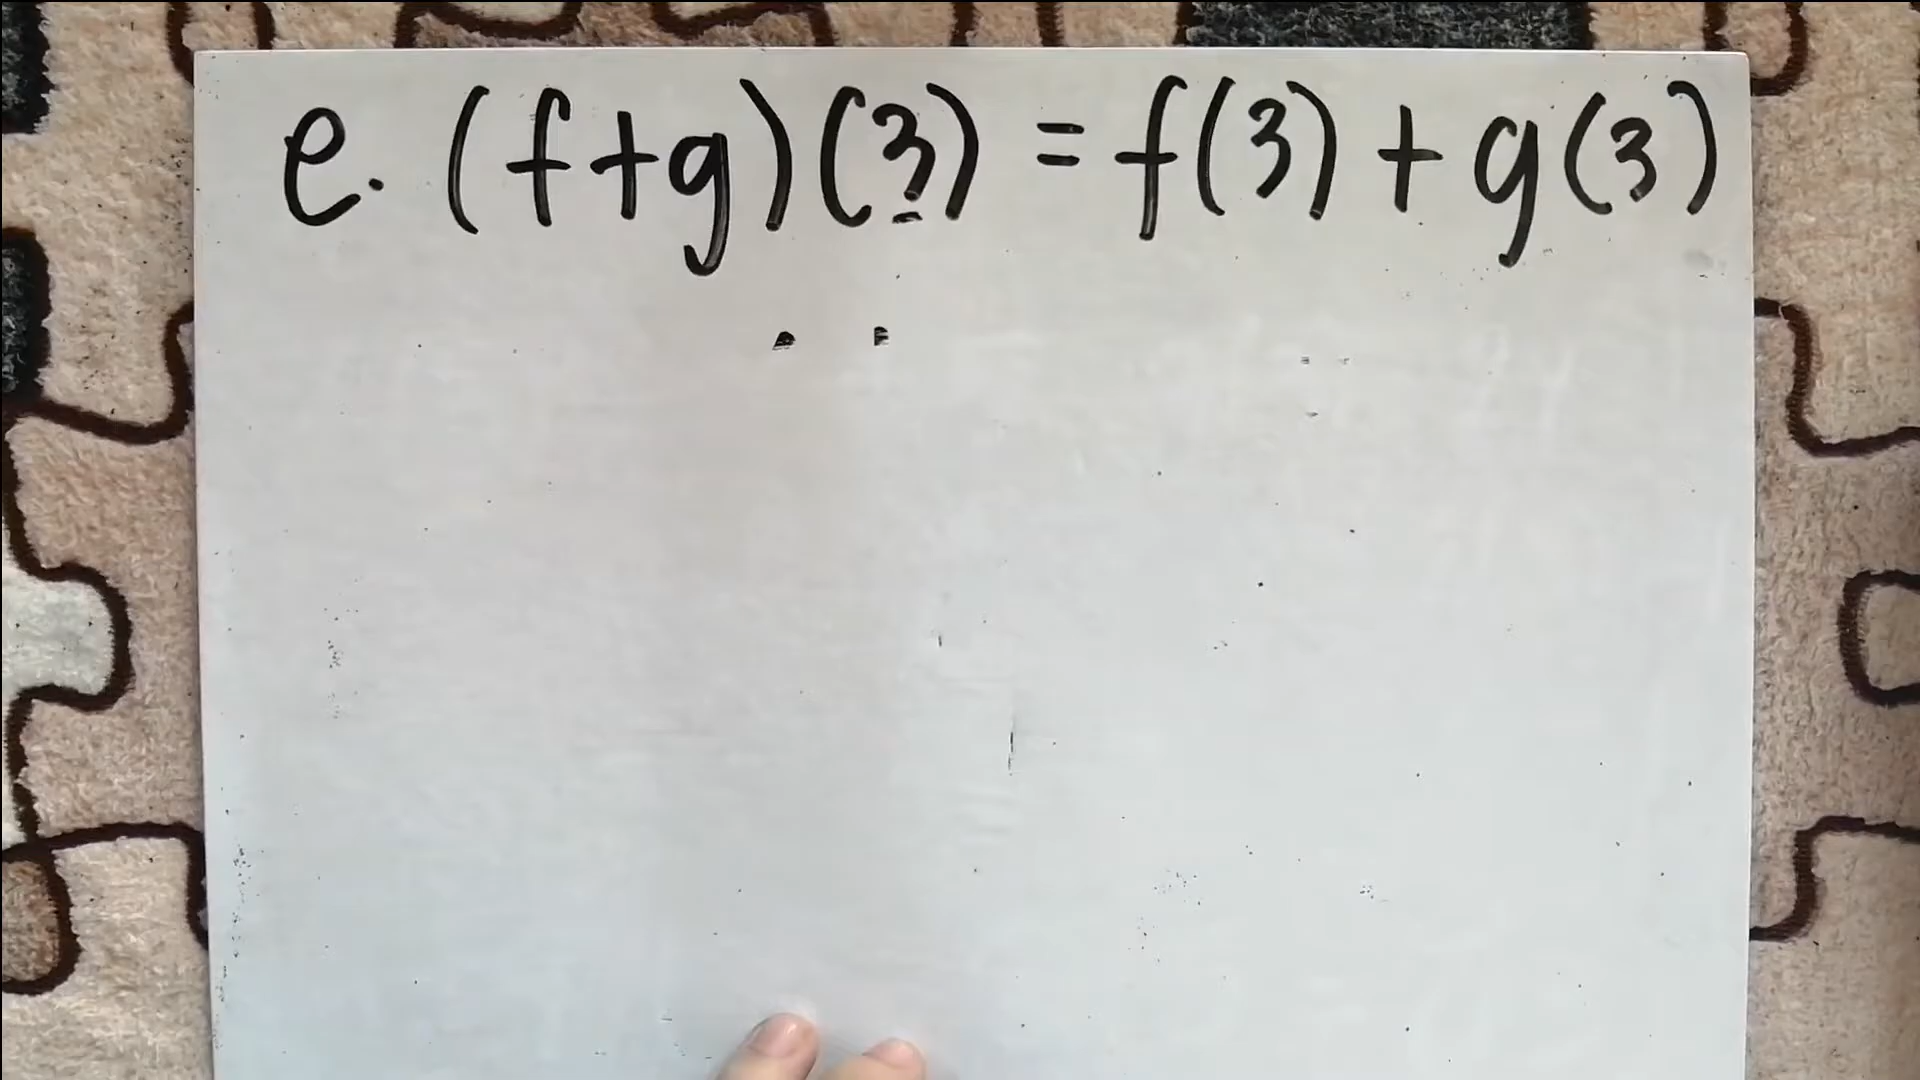 e. (f+g)(3) = f(3) + g(3)